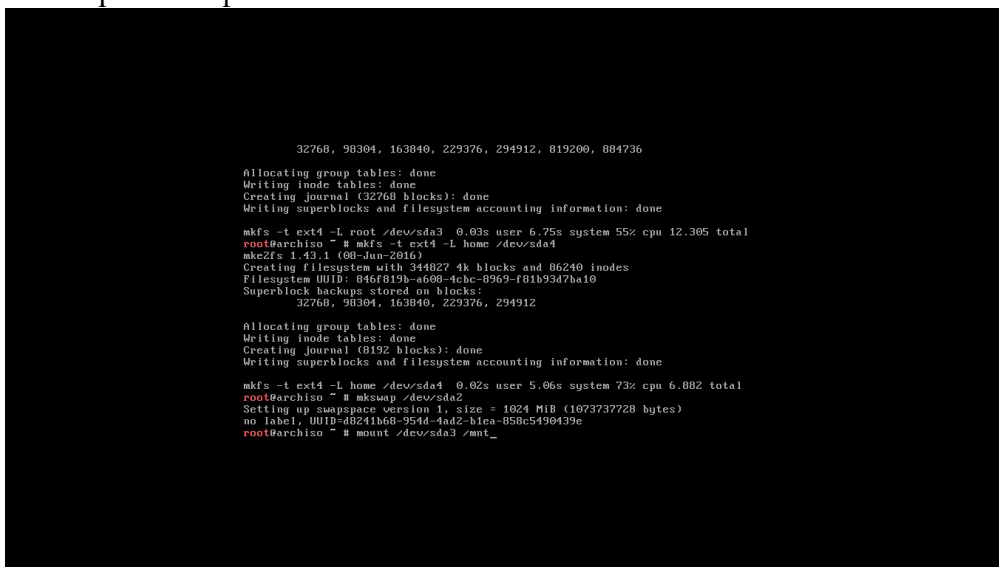 32768, 98304, 163840, 229376, 294912, 819200, 884736
Allocating group tables: done
Writing inode tables: done
Creating journal (32768 blocks): done
Writing superblocks and filesystem accounting information: done
mkfs -t ext4 -L root /dev/sda3  0.03s user 6.75s system 55% cpu 12.305 total
root@archiso ~ # mkfs -t ext4 -L home /dev/sda4
mke2fs 1.43.1 (08-Jun-2016)
Creating filesystem with 344827 4k blocks and 86240 inodes
Filesystem UUID: 846f819b-a608-4cbc-8969-f81b93d7ba10
Superblock backups stored on blocks:
32768, 98304, 163840, 229376, 294912
Allocating group tables: done
Writing inode tables: done
Creating journal (8192 blocks): done
Writing superblocks and filesystem accounting information: done
mkfs -t ext4 -L home /dev/sda4  0.02s user 5.06s system 73% cpu 6.882 total
root@archiso ~ # mkswap /dev/sda2
Setting up swapspace version 1, size = 1024 MiB (1073737728 bytes)
no label, UUID=d8241b68-954d-4ad2-b1ea-858c5490439e
root@archiso ~ # mount /dev/sda3 /mnt_